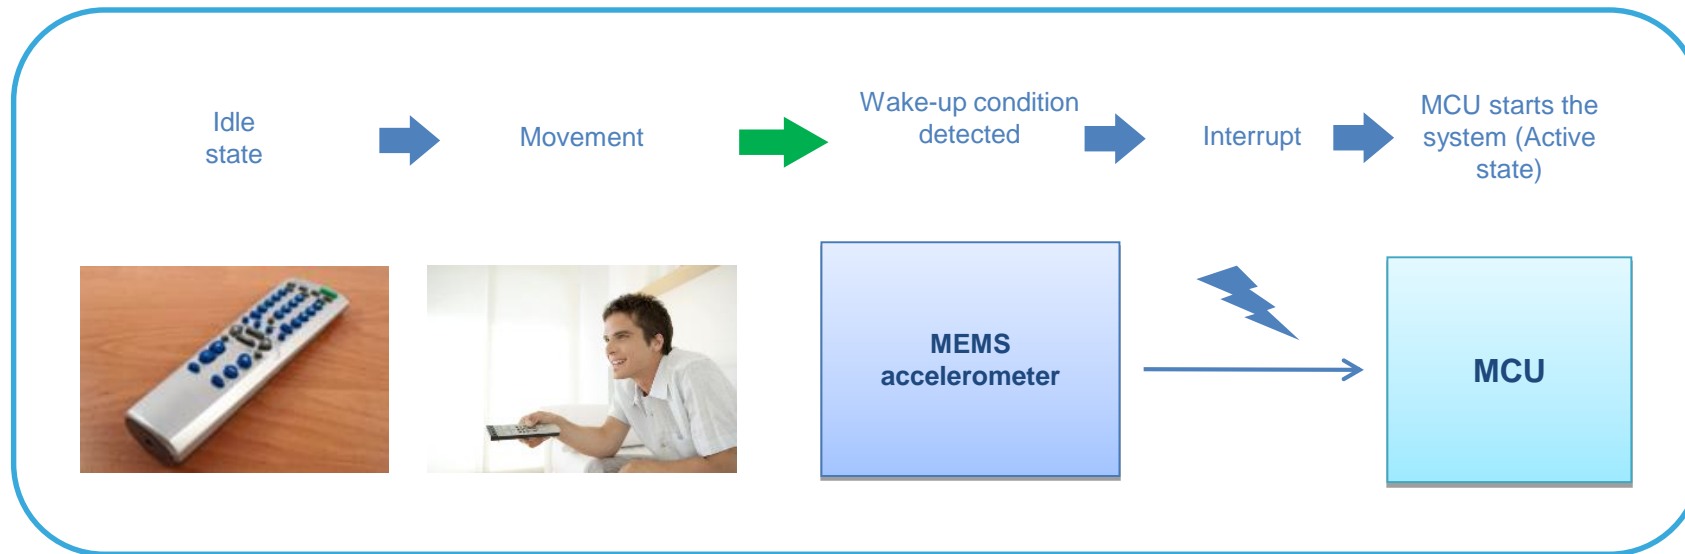 Idle
state
Movement
Wake-up condition
detected
Interrupt
MCU starts the
system (Active
state)
MEMS
accelerometer
MCU